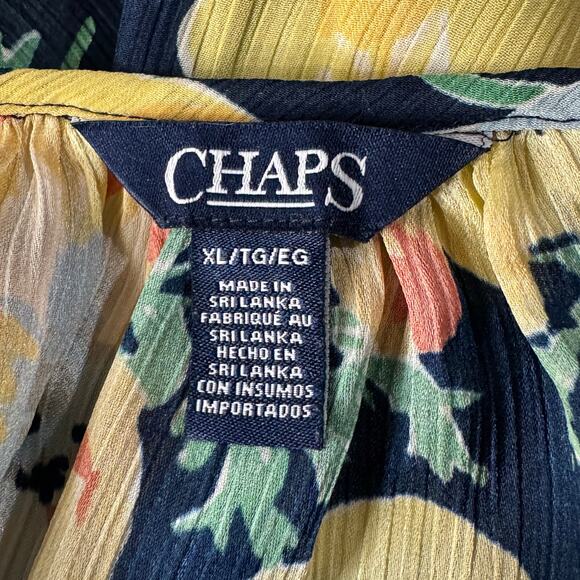 CHAPS
XL/TG/EG
MADE IN
SRI LANKA
FABRIQUÉ AU
SRI LANKA
HECHO EN
SRI LANKA
CON INSUMOS
IMPORTADOS